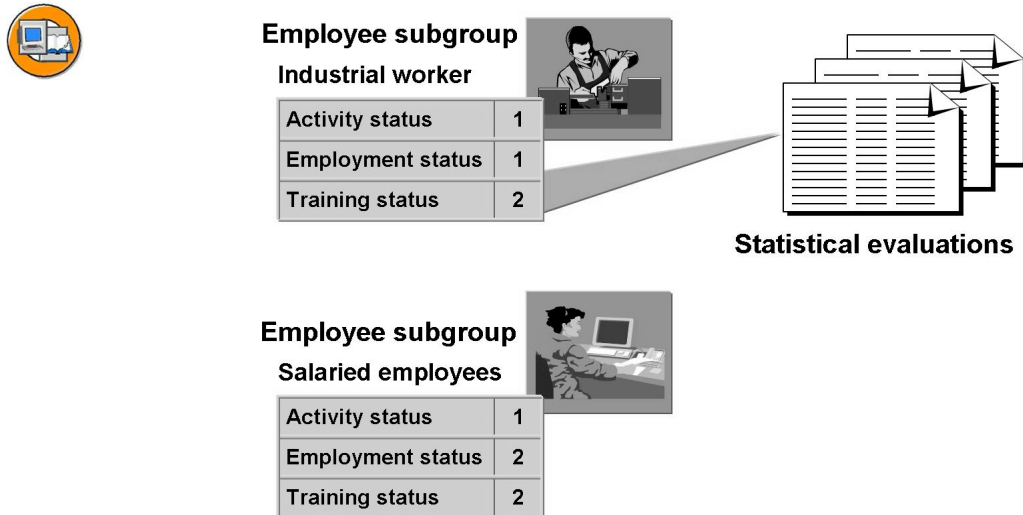 Employee subgroup
Industrial worker
Activity status 1
Employment status 1
Training status 2
Statistical evaluations
Employee subgroup
Salaried employees
Activity status 1
Employment status 2
Training status 2